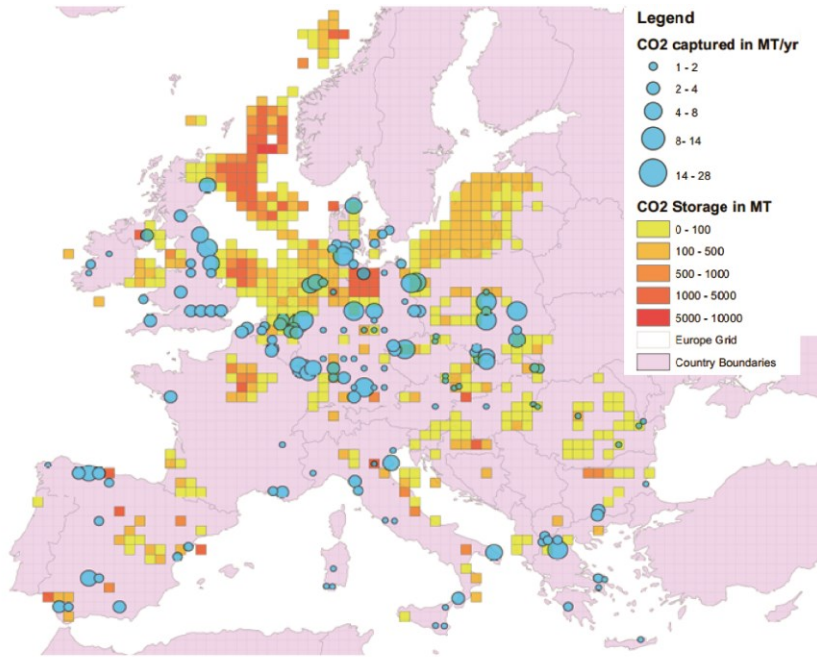 Legend
CO2 captured in MT/yr
1 - 2
2 - 4
4 - 8
8- 14
14 - 28
CO2 Storage in MT
0 - 100
100 - 500
500 - 1000
1000 - 5000
5000 - 10000
Europe Grid
Country Boundaries